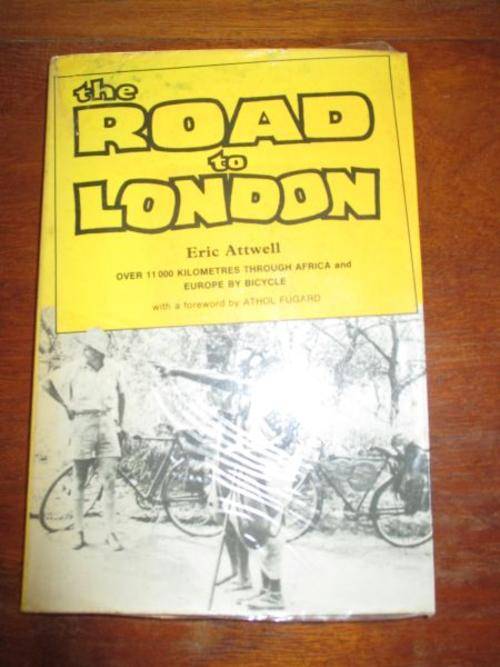 the
ROAD
to
LONDON
Eric Attwell
OVER 11 000 KILOMETRES THROUGH AFRICA and
EUROPE BY BICYCLE
with a foreword by ATHOL FUGARD